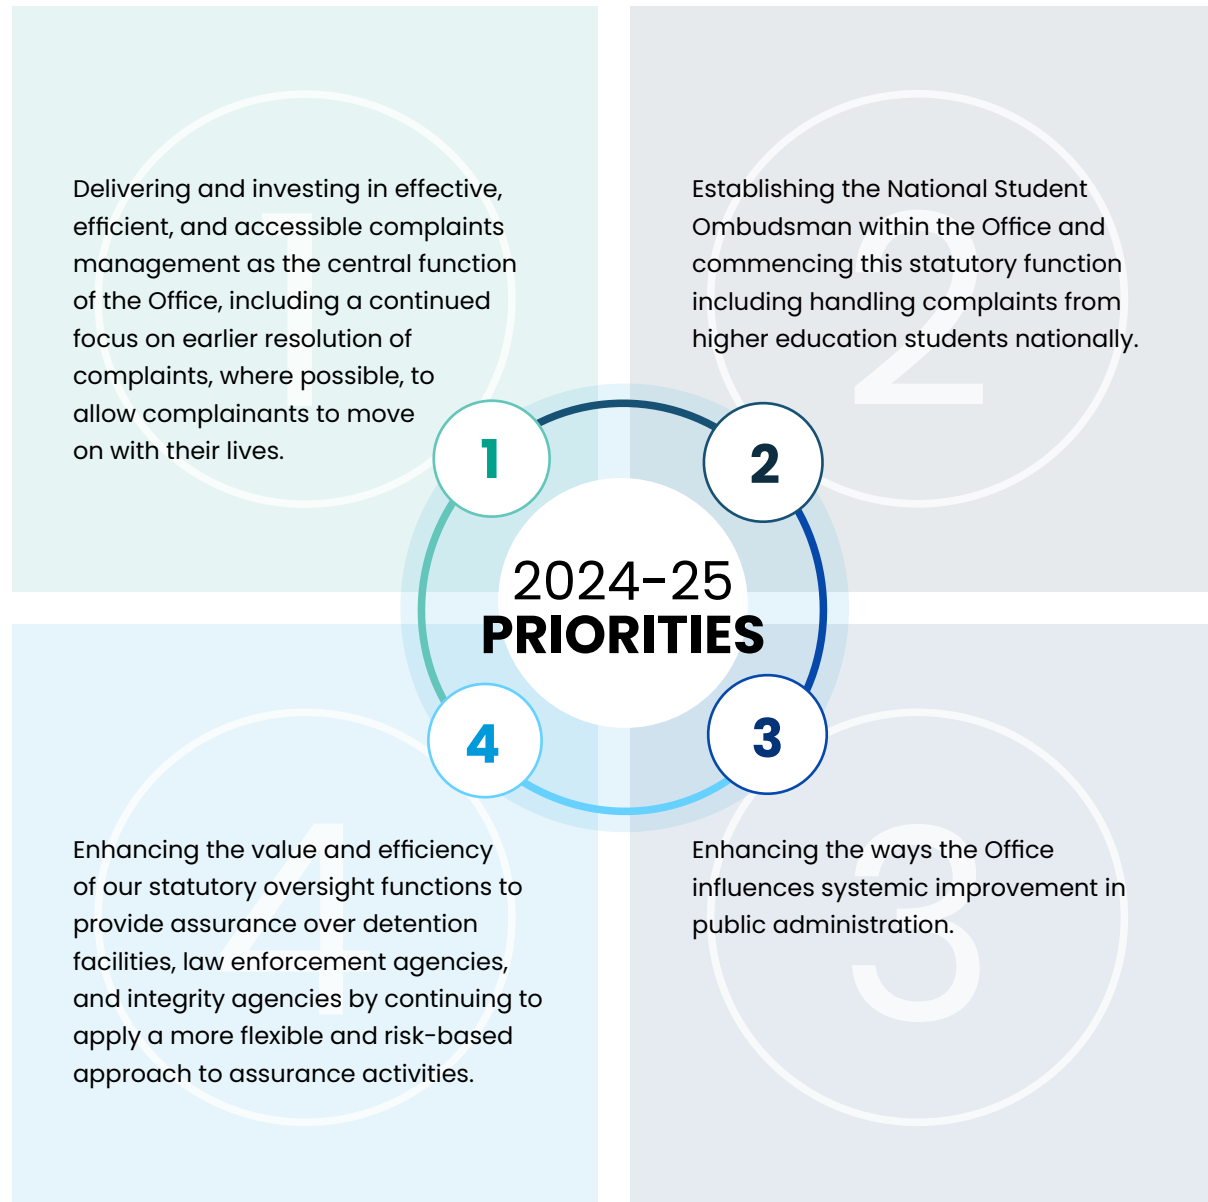 Delivering and investing in effective,
efficient, and accessible complaints
management as the central function
of the Office, including a continued
focus on earlier resolution of
complaints, where possible, to
allow complainants to move
on with their lives.
1
1
Establishing the National Student
Ombudsman within the Office and
commencing this statutory function
including handling complaints from
higher education students nationally.
2
2
2024-25
PRIORITIES
Enhancing the ways the Office
influences systemic improvement in
public administration.
3
3
Enhancing the value and efficiency
of our statutory oversight functions to
provide assurance over detention
facilities, law enforcement agencies,
and integrity agencies by continuing to
apply a more flexible and risk-based
approach to assurance activities.
4
4